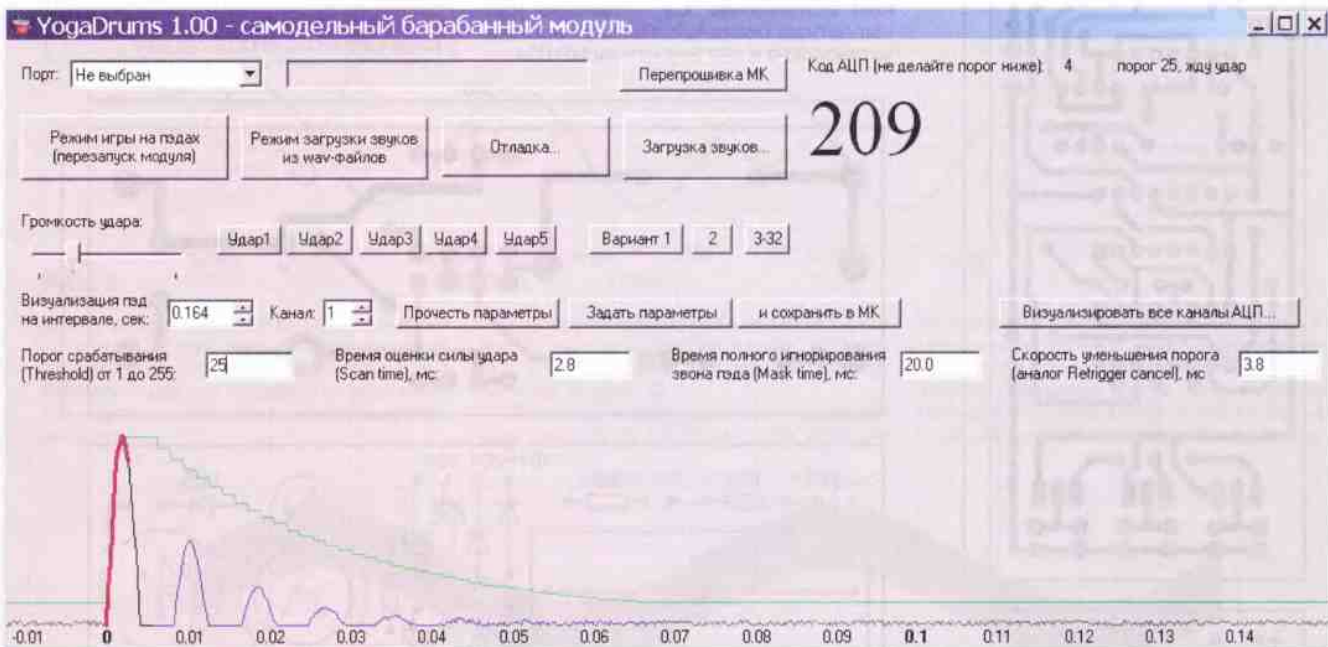 YogaDrums 1.00 - самодельный барабанный модуль
Порт: Не выбран Перепрошивка МК Код АЦП (не делайте порог ниже): 4 порог 25, жду удар
209
Режим игры на пэдах
(перезапуск модуля)
Режим загрузки звуков
из wav-файлов
Отладка...
Загрузка звуков...
Громкость удара:
Удар1 Удар2 Удар3 Удар4 Удар5 Вариант 1 2 3-32
Визуализация пэд
на интервале, сек: 0.164 Канал: 1 Прочесть параметры Задать параметры и сохранить в МК Визуализировать все каналы АЦП...
Порог срабатывания
(Threshold) от 1 до 255: 25
Время оценки силы удара
(Scan time), мс: 2.8
Время полного игнорирования
звона пэда (Mask time), мс: 20.0
Скорость уменьшения порога
(аналог Retrigger cancel), мс 3.8
-0.01 0 0.01 0.02 0.03 0.04 0.05 0.06 0.07 0.08 0.09 0.1 0.11 0.12 0.13 0.14